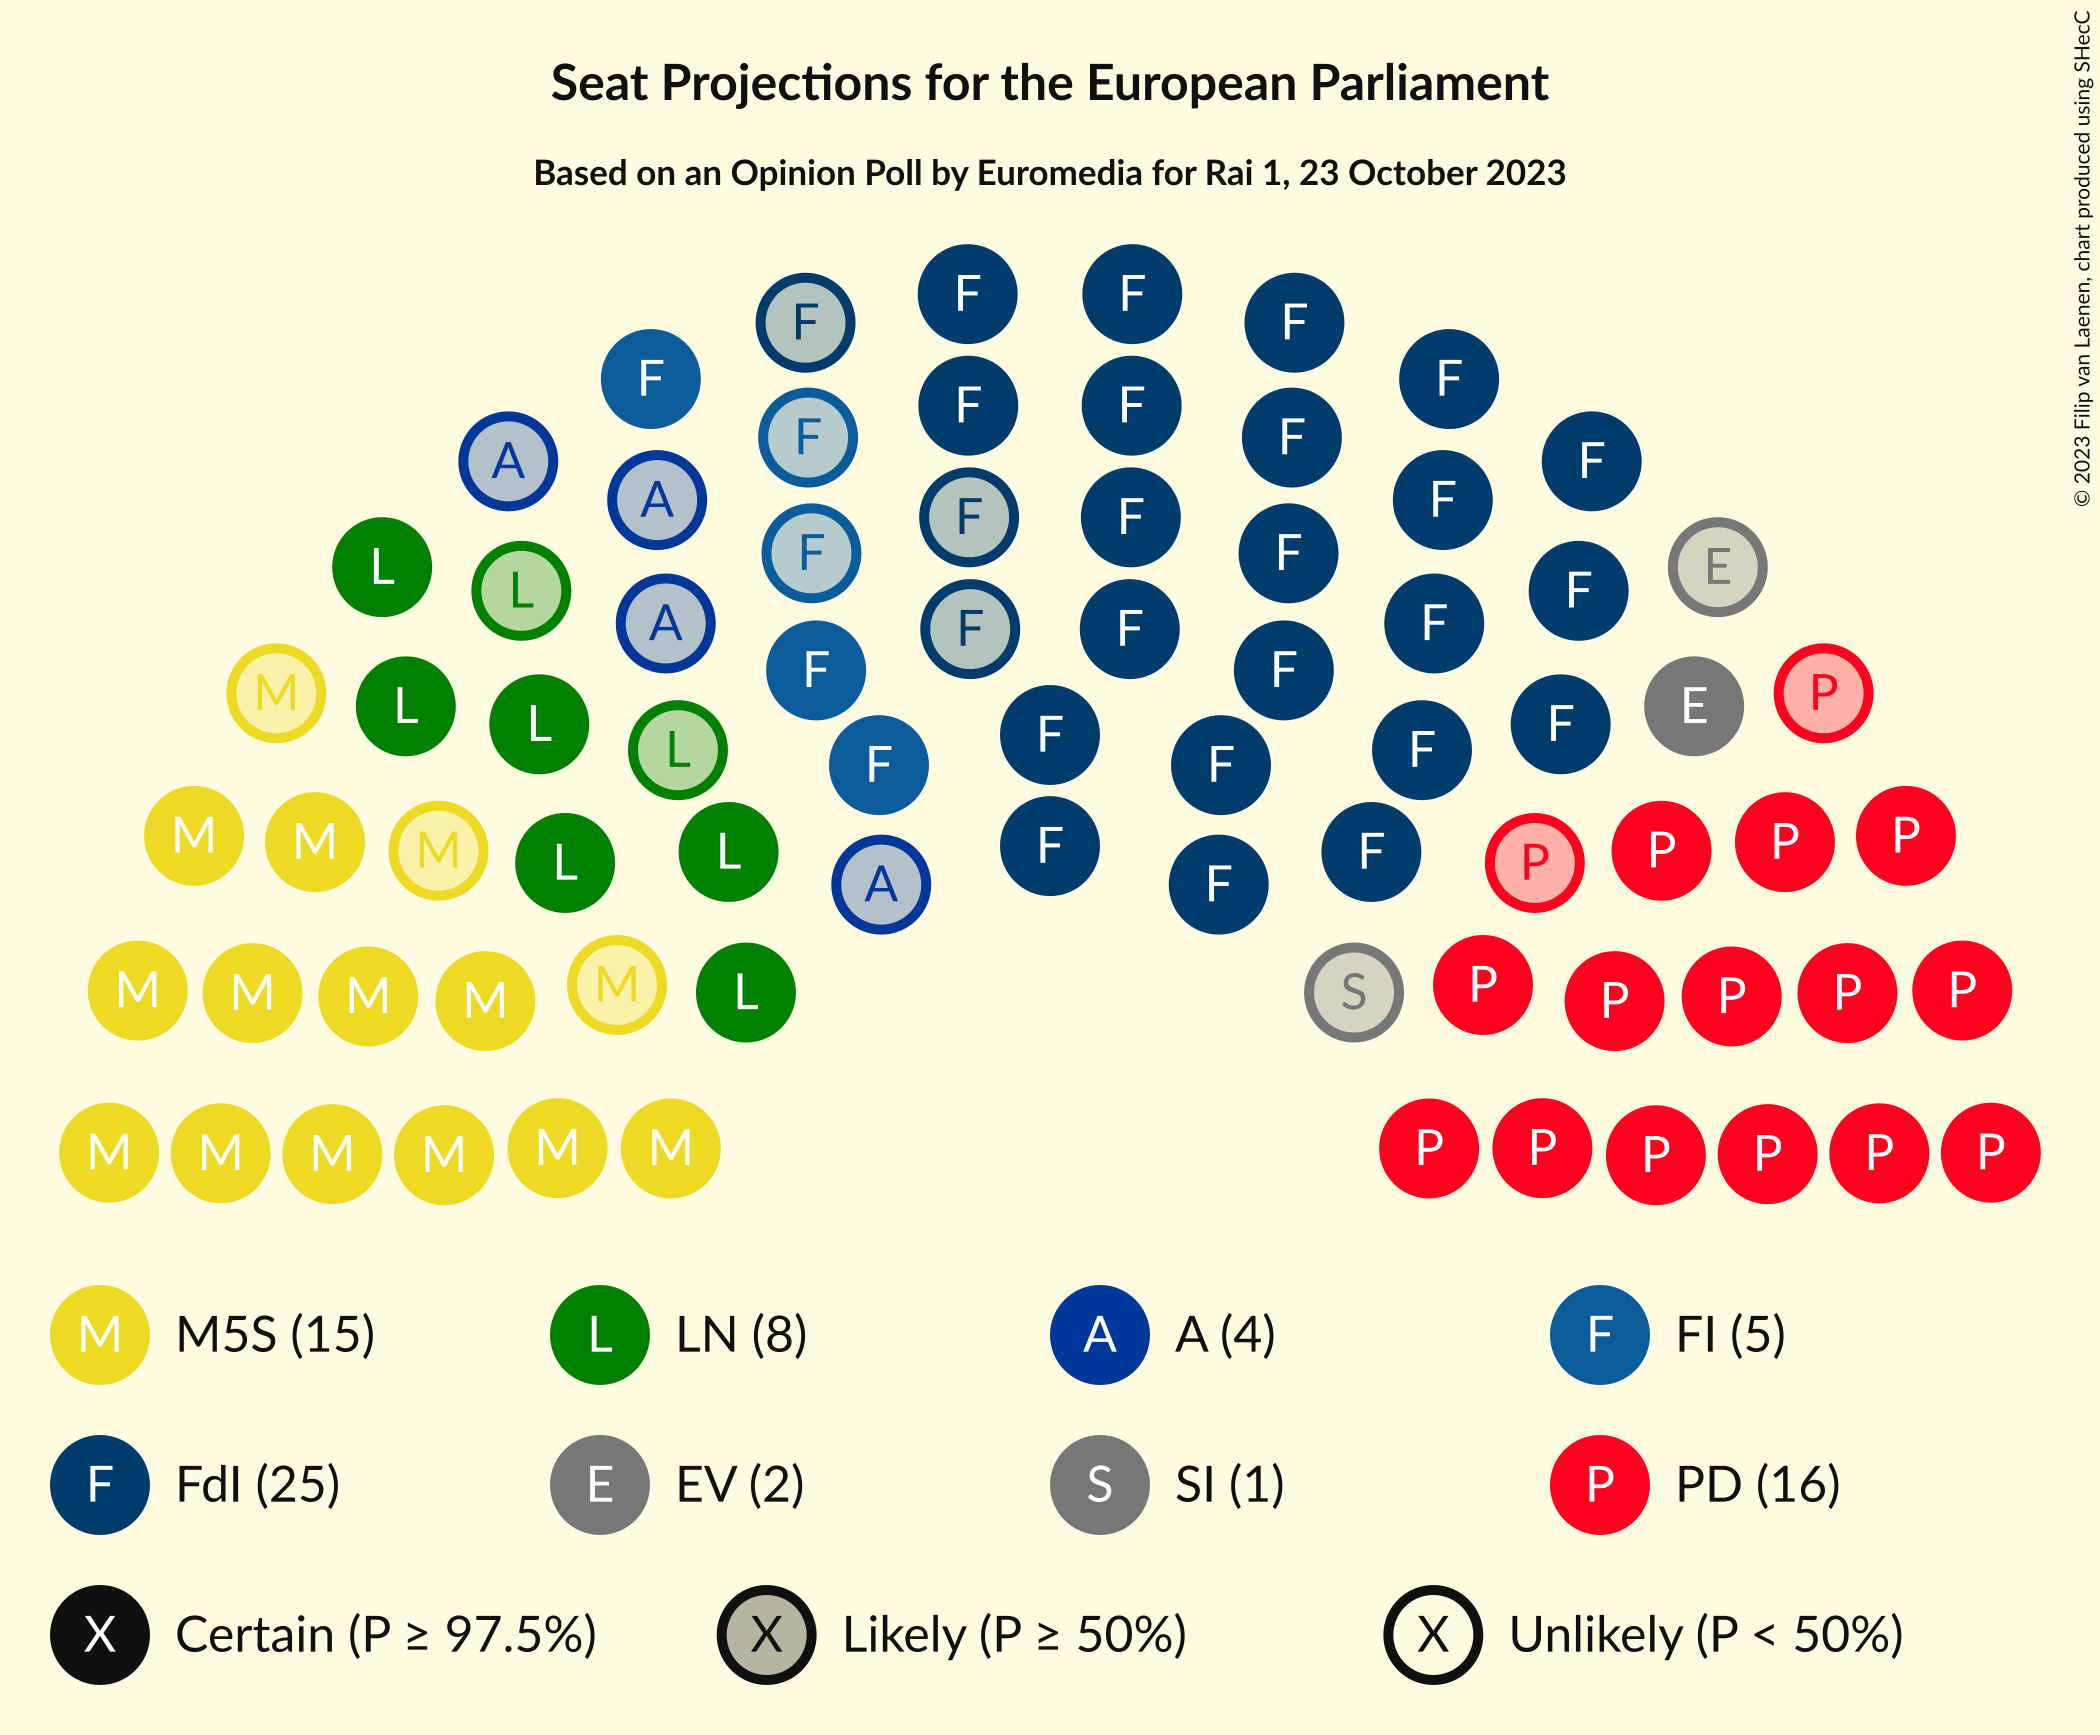 Seat Projections for the European Parliament
Based on an Opinion Poll by Euromedia for Rai 1, 23 October 2023
© 2023 Filip van Laenen, chart produced using SHecC
F F
F F
F F F
F F
F F F
A A F
F F F
L L A F F F F E
F F F
M L L L F F F F F E P
F F F
M M M L L F F P P P P
A F
M M M M M L S P P P P P
M M M M M M P P P P P P
M M5S (15)
L LN (8)
A A (4)
F FI (5)
F FdI (25)
E EV (2)
S SI (1)
P PD (16)
X Certain (P ≥ 97.5%)
X Likely (P ≥ 50%)
X Unlikely (P < 50%)